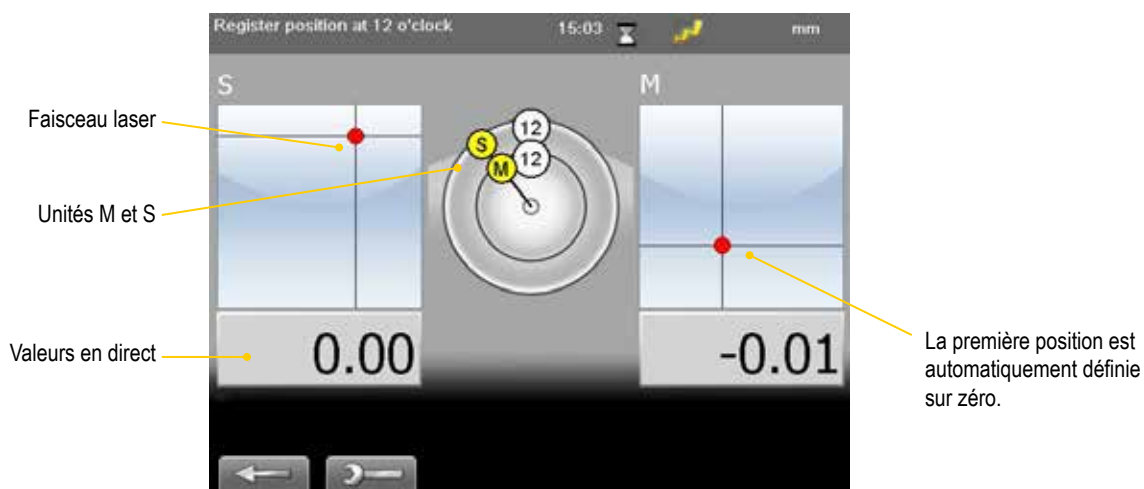 Register position at 12 o'clock 15:03 mm
S
M
Faisceau laser
12
S
12
M
Unités M et S
Valeurs en direct
0.00
-0.01
La première position est
automatiquement définie
sur zéro.